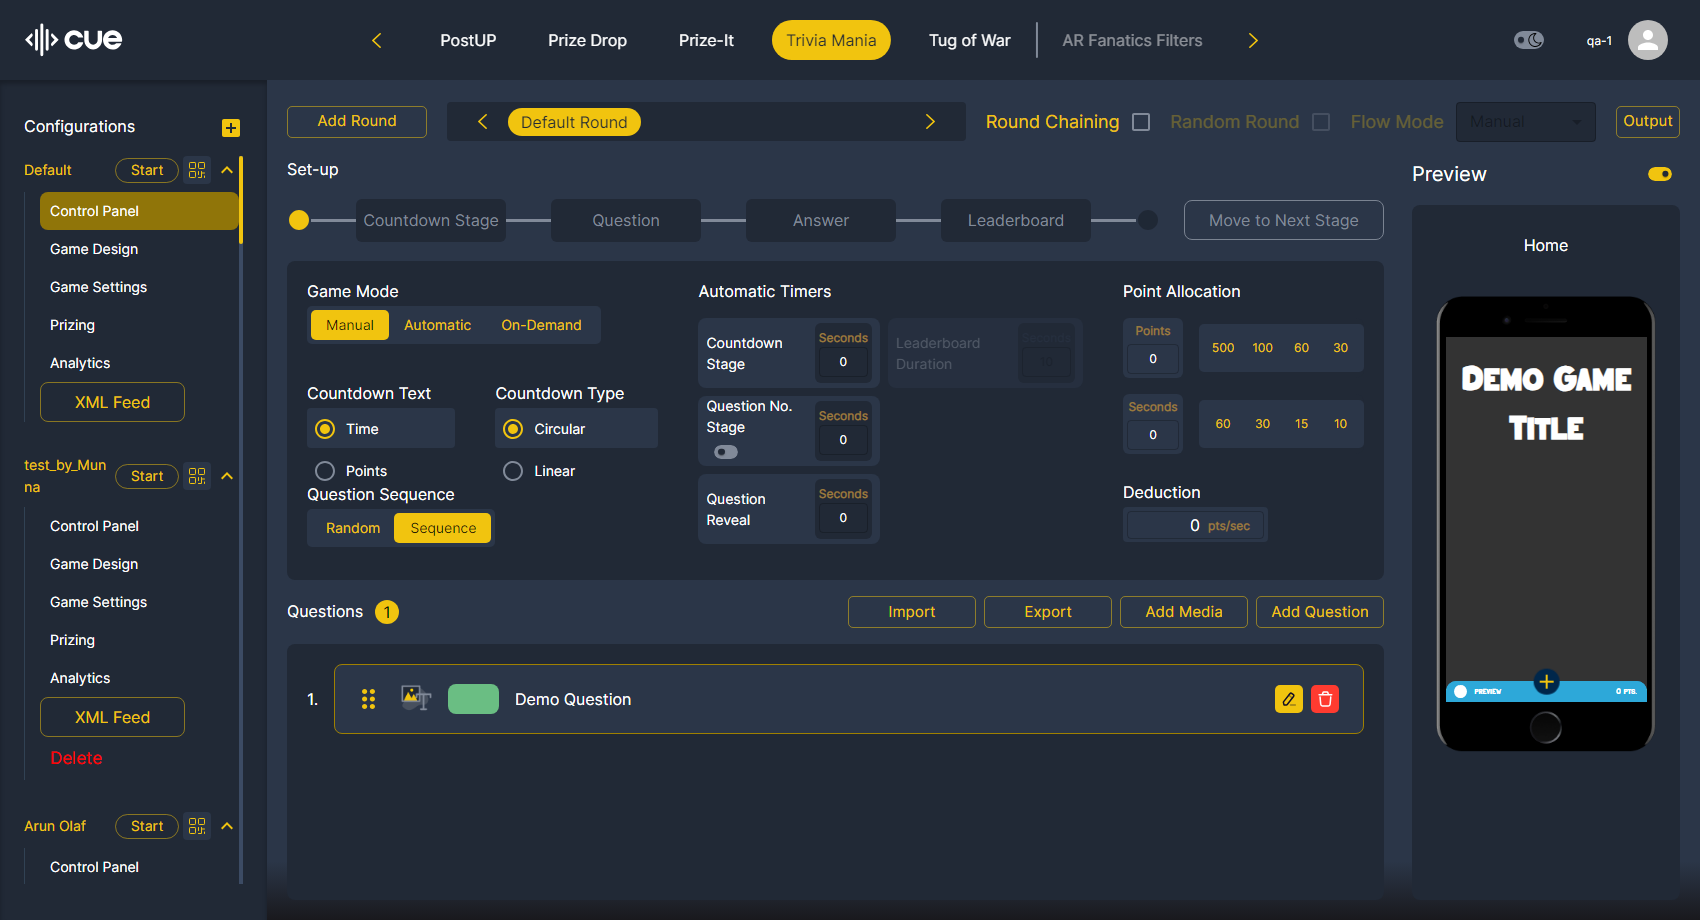 cue
PostUP
Prize Drop
Prize-It
Trivia Mania
Tug of War
AR Fanatics Filters
qa-1
Configurations
Default
Start
Control Panel
Game Design
Game Settings
Prizing
Analytics
XML Feed
test_by_Mun
na
Start
Control Panel
Game Design
Game Settings
Prizing
Analytics
XML Feed
Delete
Arun Olaf
Start
Control Panel
Add Round
Default Round
Round Chaining
Random Round
Flow Mode
Manual
Output
Set-up
Countdown Stage
Question
Answer
Leaderboard
Move to Next Stage
Game Mode
Manual
Automatic
On-Demand
Countdown Text
Time
Points
Countdown Type
Circular
Linear
Question Sequence
Random
Sequence
Automatic Timers
Countdown
Stage
Seconds
0
Leaderboard
Duration
Seconds
10
Question No.
Stage
Seconds
0
Question
Reveal
Seconds
0
Point Allocation
Points
0
500
100
60
30
Seconds
0
60
30
15
10
Deduction
0 pts/sec
Questions
1
Import
Export
Add Media
Add Question
1.
Demo Question
Preview
Home
Demo Game
Title
PREVIEW
0 PTS.